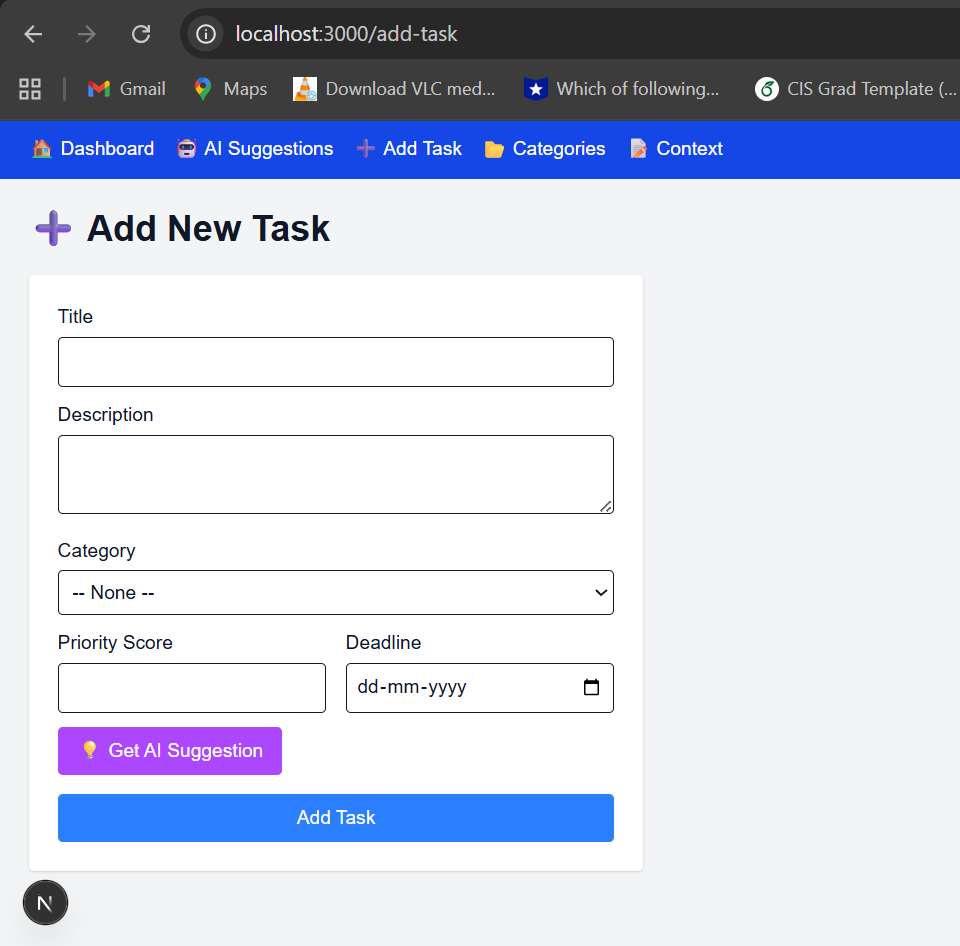 localhost:3000/add-task
Gmail Maps Download VLC med... Which of following... CIS Grad Template (...
Dashboard AI Suggestions Add Task Categories Context
Add New Task
Title
Description
Category
-- None --
Priority Score Deadline
dd-mm-yyyy
Get AI Suggestion
Add Task
N